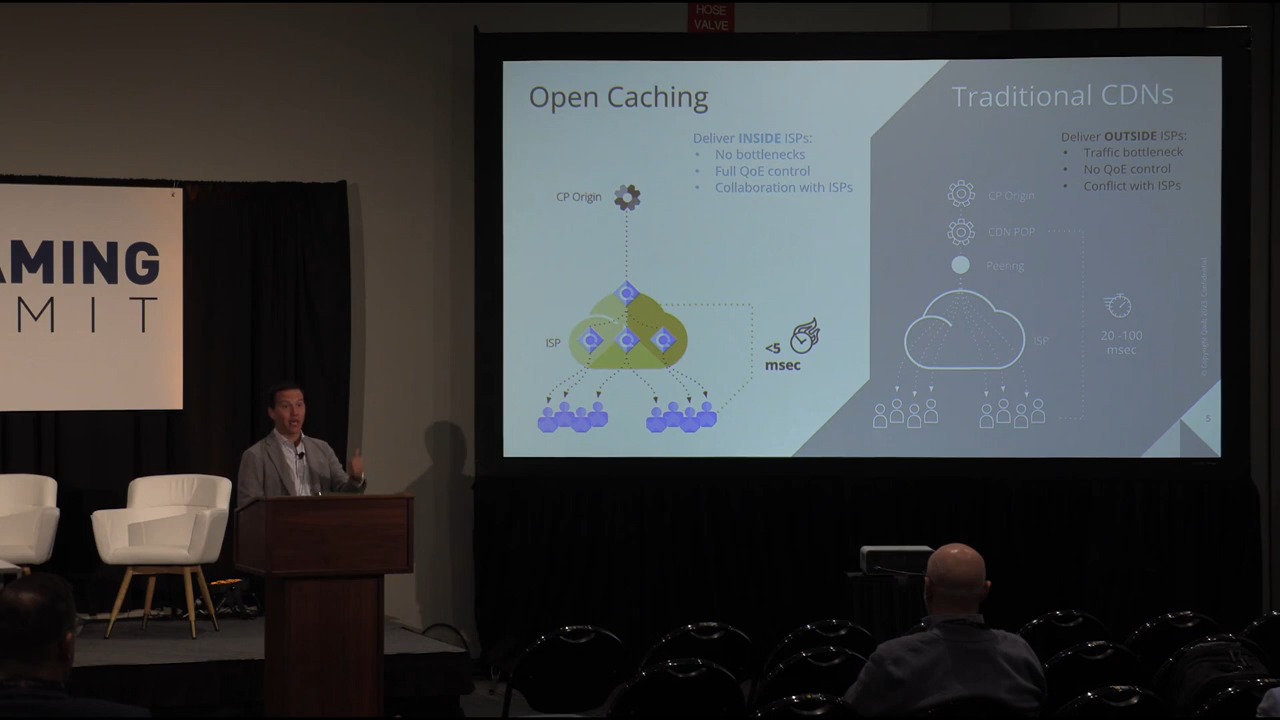 HOSE
VALVE
AMING
MIT
Open Caching
Deliver INSIDE ISPs:
• No bottlenecks
• Full QoE control
• Collaboration with ISPs
CP Origin
ISP
<5
msec
Traditional CDNs
Deliver OUTSIDE ISPs:
• Traffic bottleneck
• No QoE control
• Conflict with ISPs
CP Origin
CDN POP
Peering
ISP
20 -100
msec
5